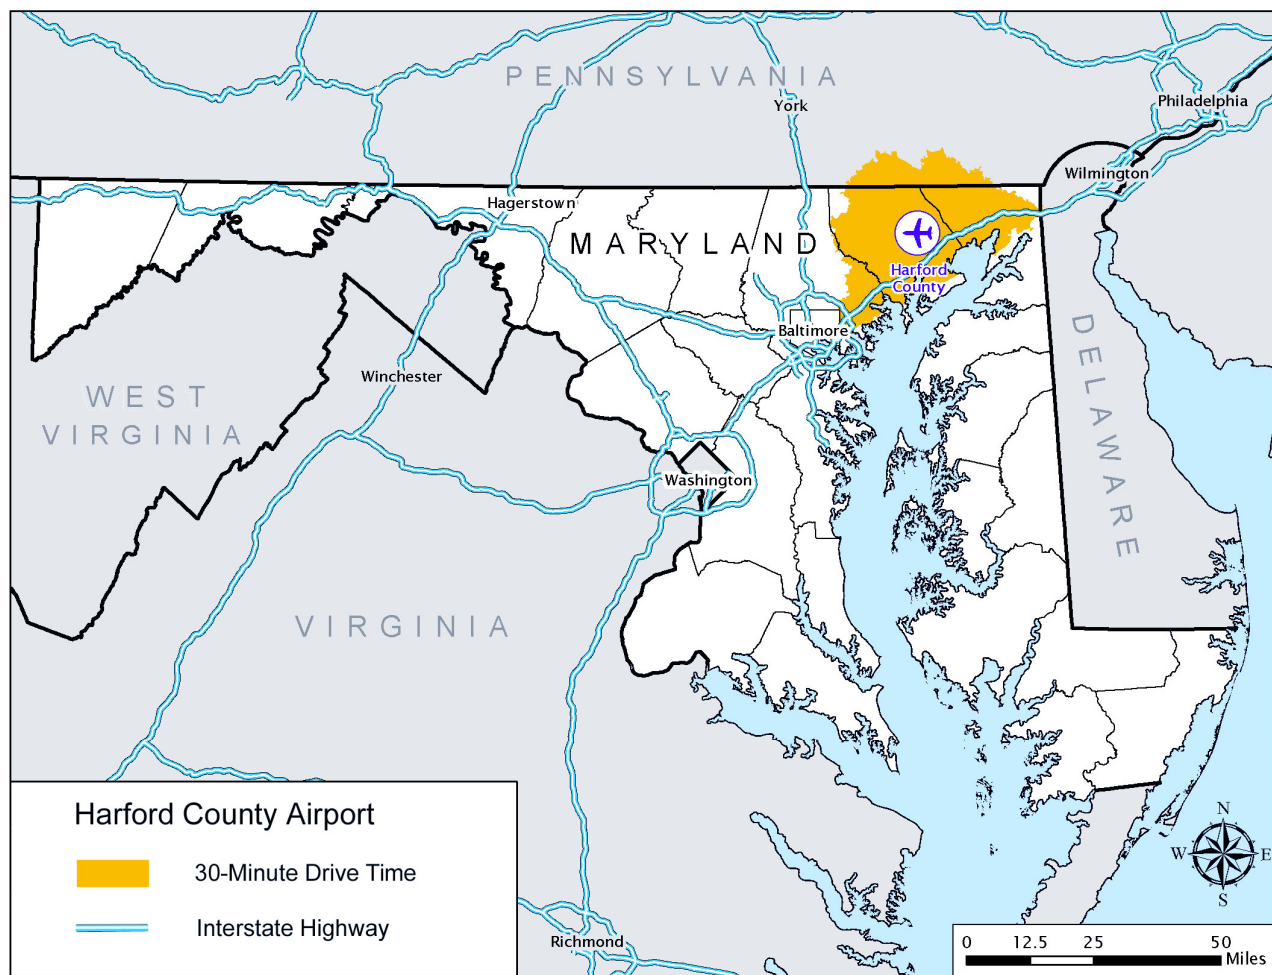 PENNSYLVANIA
York
Philadelphia
Wilmington
Hagerstown
MARYLAND
Harford
County
Baltimore
DELAWARE
Winchester
WEST
VIRGINIA
Washington
VIRGINIA
Richmond
Harford County Airport
30-Minute Drive Time
Interstate Highway
N
W E
S
0 12.5 25 50
Miles